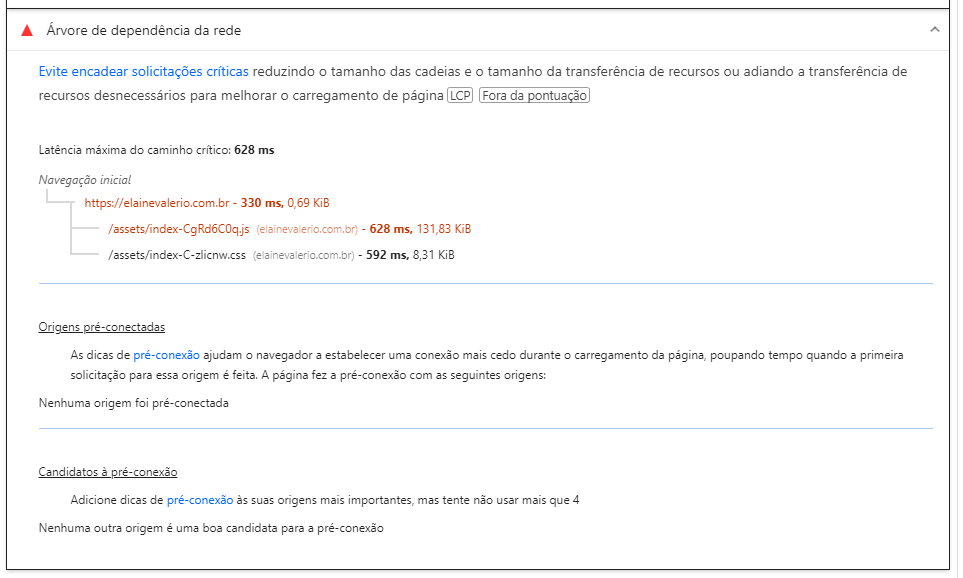 Árvore de dependência da rede
Evite encadear solicitações críticas reduzindo o tamanho das cadeias e o tamanho da transferência de recursos ou adiando a transferência de
recursos desnecessários para melhorar o carregamento de página LCP Fora da pontuação
Latência máxima do caminho crítico: 628 ms
Navegação inicial
https://elainevalerio.com.br - 330 ms, 0,69 KiB
/assets/index-CgRd6C0q.js (elainevalerio.com.br) - 628 ms, 131,83 KiB
/assets/index-C-zlicnw.css (elainevalerio.com.br) - 592 ms, 8,31 KiB
Origens pré-conectadas
As dicas de pré-conexão ajudam o navegador a estabelecer uma conexão mais cedo durante o carregamento da página, poupando tempo quando a primeira
solicitação para essa origem é feita. A página fez a pré-conexão com as seguintes origens:
Nenhuma origem foi pré-conectada
Candidatos à pré-conexão
Adicione dicas de pré-conexão às suas origens mais importantes, mas tente não usar mais que 4
Nenhuma outra origem é uma boa candidata para a pré-conexão